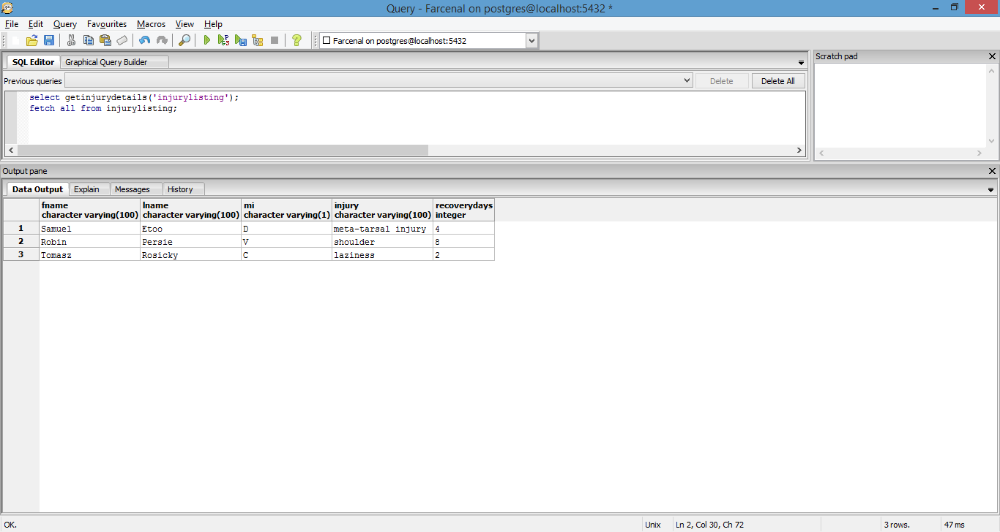 Query - Farcenal on postgres@localhost:5432 *
File Edit Query Favourites Macros View Help
Farcenal on postgres@localhost:5432
SQL Editor Graphical Query Builder
Previous queries Delete Delete All
select getinjurydetails('injurylisting');
fetch all from injurylisting;
Scratch pad
Output pane
Data Output Explain Messages History
fname lname mi injury recoverydays
character varying(100) character varying(100) character varying(1) character varying(100) integer
1 Samuel Etoo D meta-tarsal injury 4
2 Robin Persie V shoulder 8
3 Tomasz Rosicky C laziness 2
OK. Unix Ln 2, Col 30, Ch 72 3 rows. 47 ms